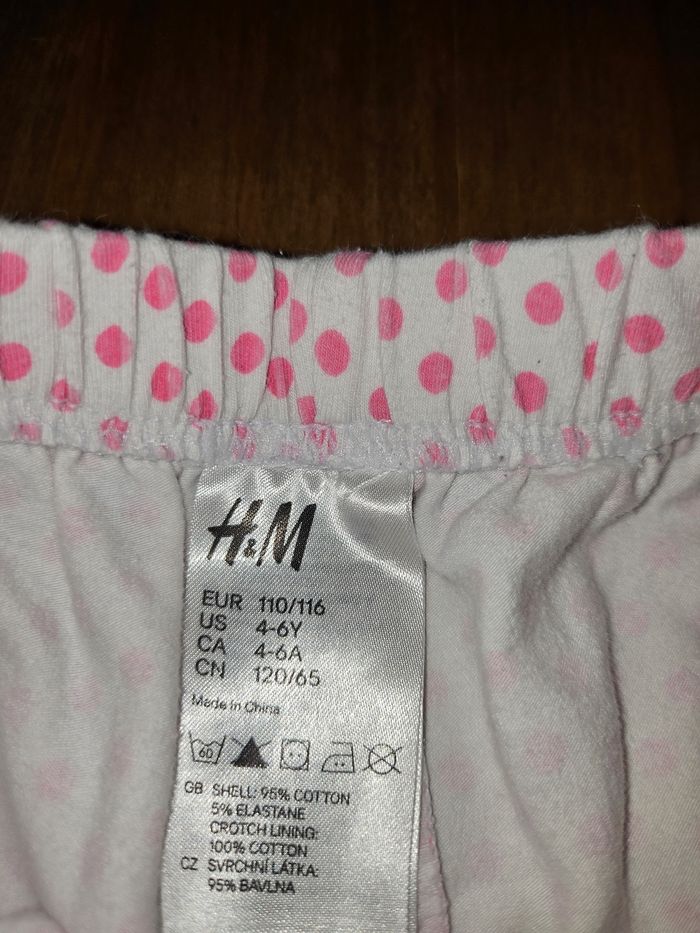 H&M
EUR 110/116
US 4-6Y
CA 4-6A
CN 120/65
Made in China
60
GB SHELL: 95% COTTON
5% ELASTANE
CROTCH LINING:
100% COTTON
CZ SVRCHNÍ LÁTKA:
95% BAVLNA